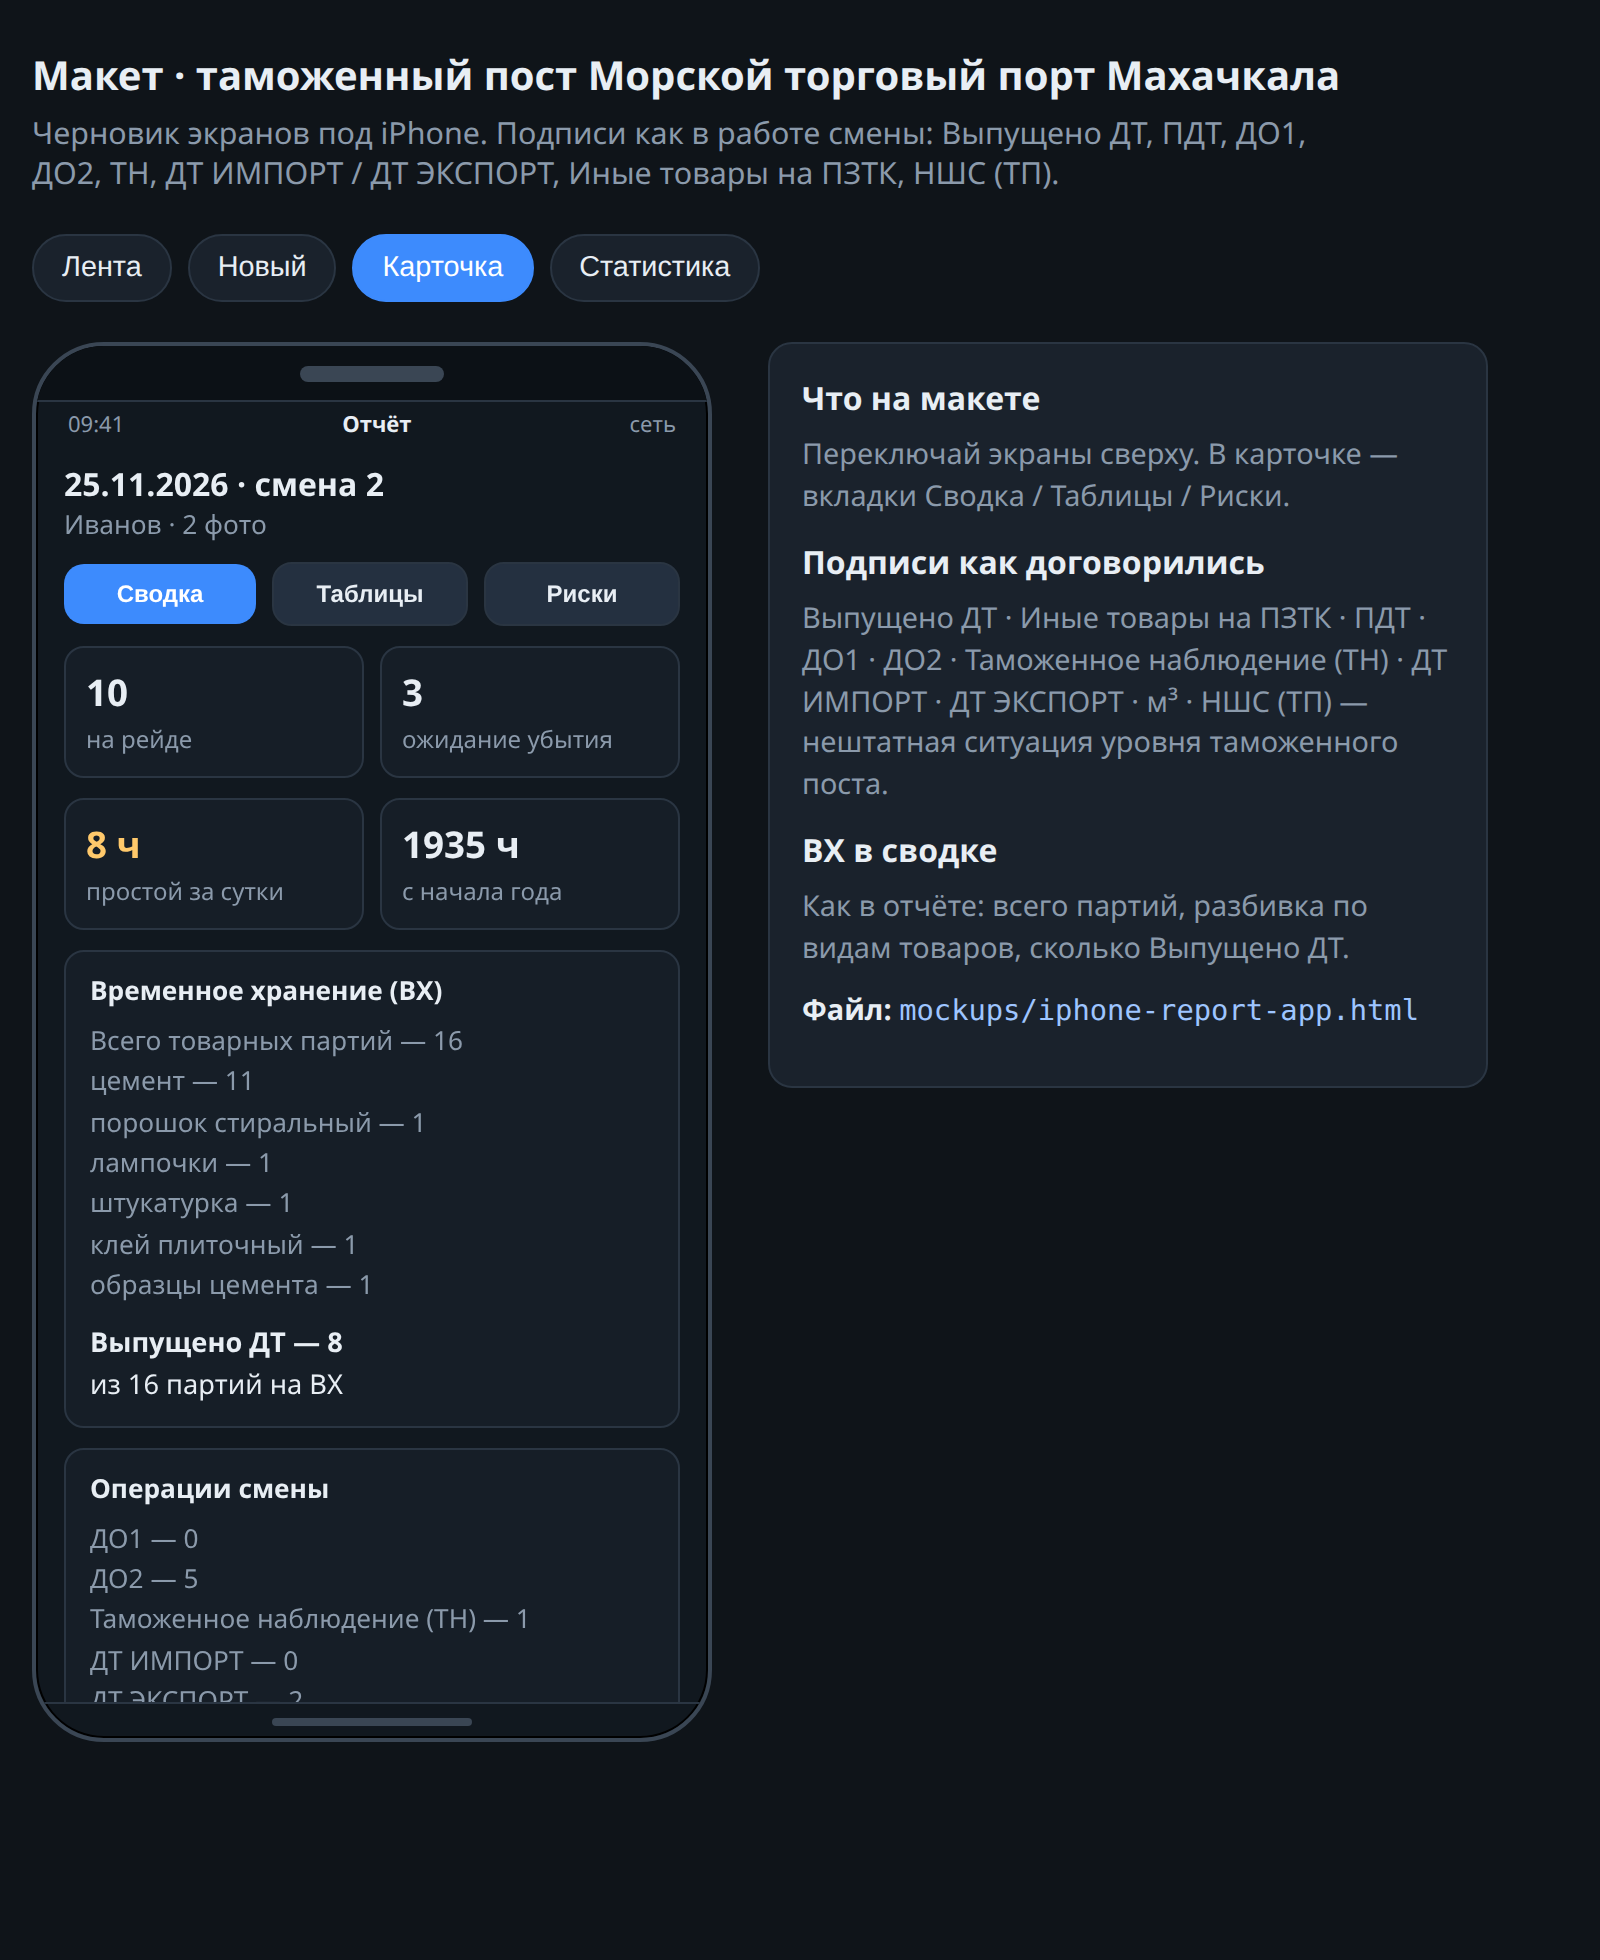 Макет · таможенный пост Морской торговый порт Махачкала
Черновик экранов под iPhone. Подписи как в работе смены: Выпущено ДТ, ПДТ, ДО1,
ДО2, ТН, ДТ ИМПОРТ / ДТ ЭКСПОРТ, Иные товары на ПЗТК, НШС (ТП).
Лента
Новый
Карточка
Статистика
09:41
Отчёт
сеть
25.11.2026 · смена 2
Иванов · 2 фото
Сводка
Таблицы
Риски
10
на рейде
3
ожидание убытия
8 ч
простой за сутки
1935 ч
с начала года
Временное хранение (ВХ)
Всего товарных партий — 16
цемент — 11
порошок стиральный — 1
лампочки — 1
штукатурка — 1
клей плиточный — 1
образцы цемента — 1
Выпущено ДТ — 8
из 16 партий на ВХ
Операции смены
ДО1 — 0
ДО2 — 5
Таможенное наблюдение (ТН) — 1
ДТ ИМПОРТ — 0
ДТ ЭКСПОРТ — 2
Что на макете
Переключай экраны сверху. В карточке —
вкладки Сводка / Таблицы / Риски.
Подписи как договорились
Выпущено ДТ · Иные товары на ПЗТК · ПДТ ·
ДО1 · ДО2 · Таможенное наблюдение (ТН) · ДТ
ИМПОРТ · ДТ ЭКСПОРТ · м³ · НШС (ТП) —
нештатная ситуация уровня таможенного
поста.
ВХ в сводке
Как в отчёте: всего партий, разбивка по
видам товаров, сколько Выпущено ДТ.
Файл: mockups/iphone-report-app.html